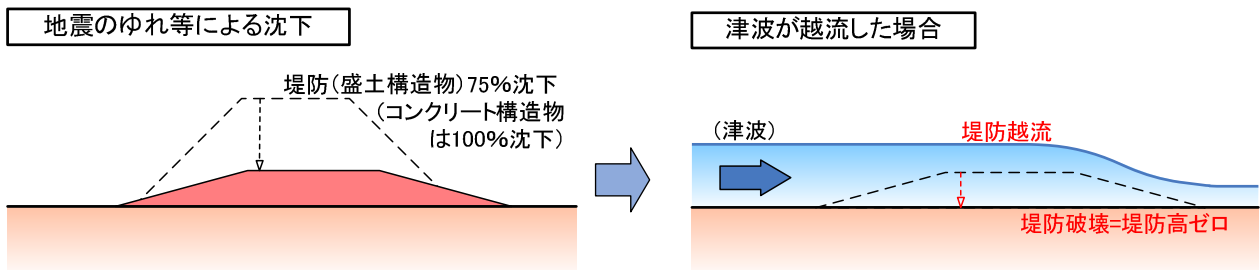 地震のゆれ等による沈下
堤防(盛土構造物)75%沈下
(コンクリート構造物
は100%沈下)
津波が越流した場合
(津波)
堤防越流
堤防破壊=堤防高ゼロ